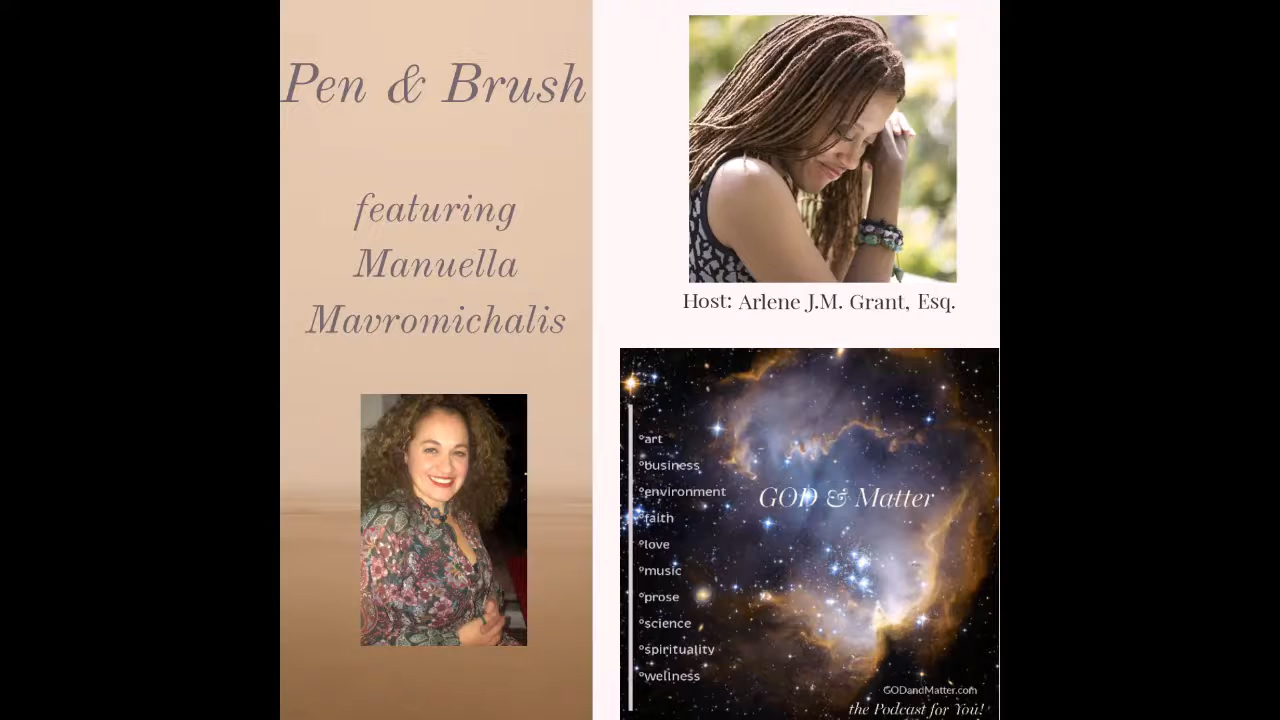 Pen & Brush
featuring
Manuella
Mavromichalis
Host: Arlene J.M. Grant, Esq.
°art
°business
°environment
°faith
°love
°music
°prose
°science
°spirituality
°wellness
GOD & Matter
GODandMatter.com
the Podcast for You!